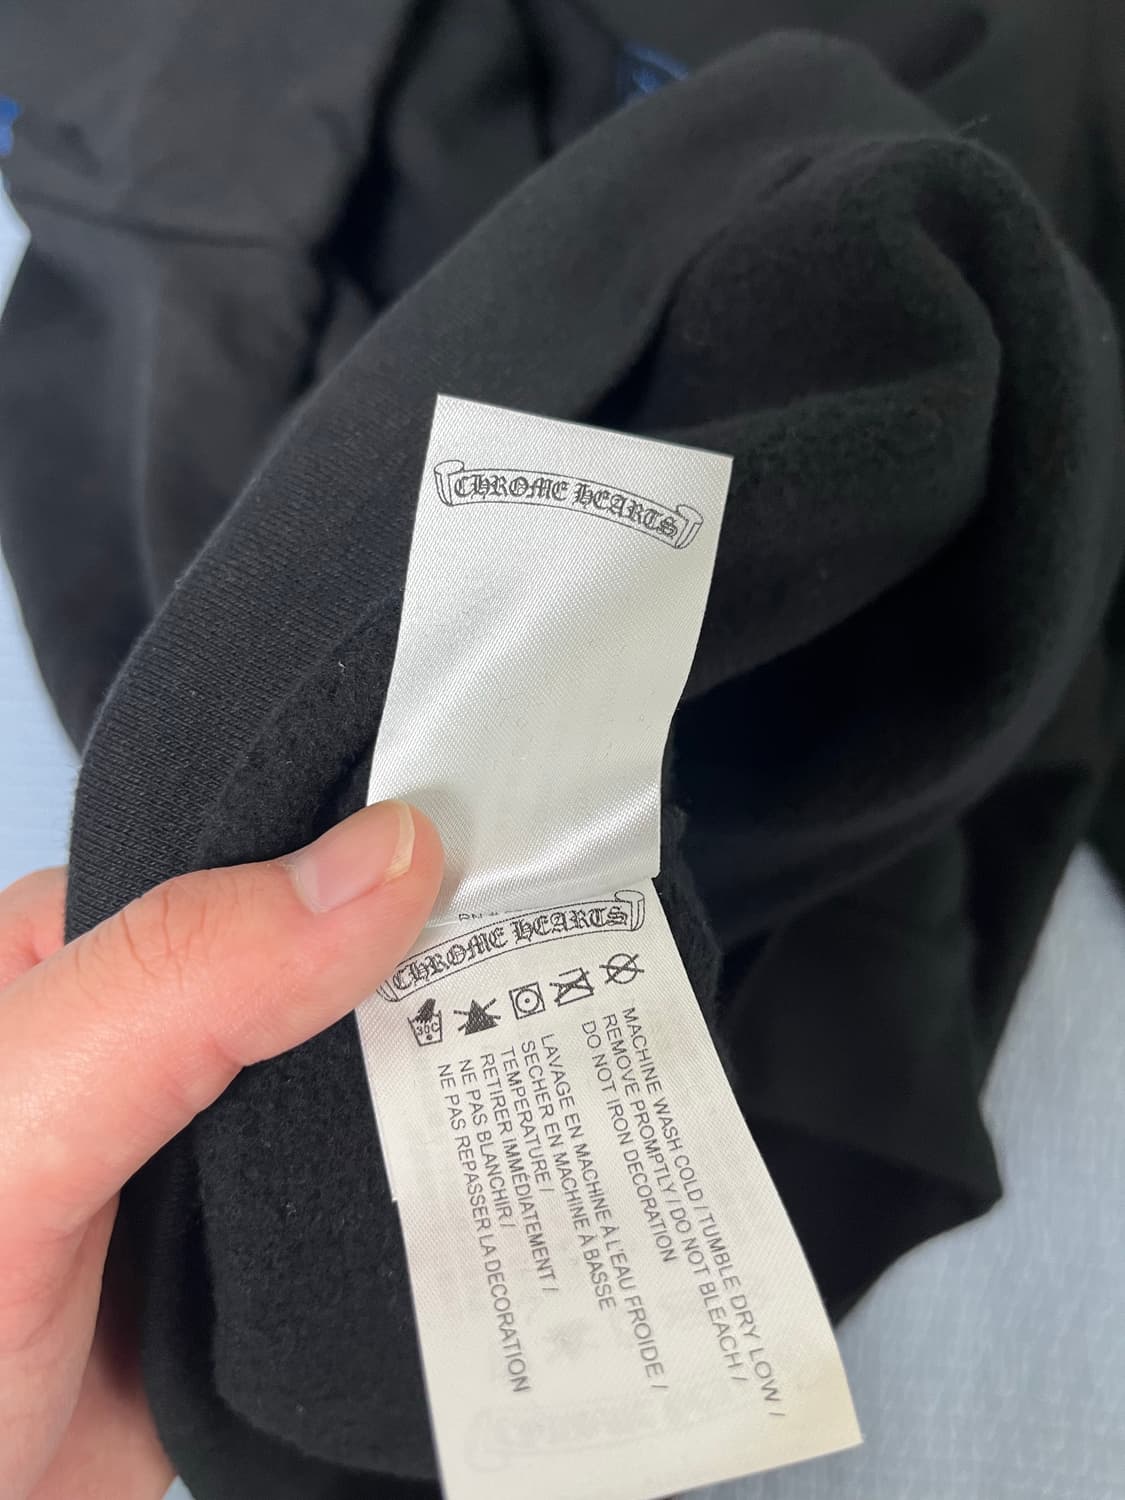 CHROME HEARTS
RN
CHROME HEARTS
30C
MACHINE WASH COLD / TUMBLE DRY LOW /
REMOVE PROMPTLY / DO NOT BLEACH /
DO NOT IRON DECORATION
LAVAGE EN MACHINE À L'EAU FROIDE /
SECHER EN MACHINE À BASSE
TEMPERATURE /
RETIRER IMMÉDIATEMENT /
NE PAS BLANCHIR /
NE PAS REPASSER LA DECORATION